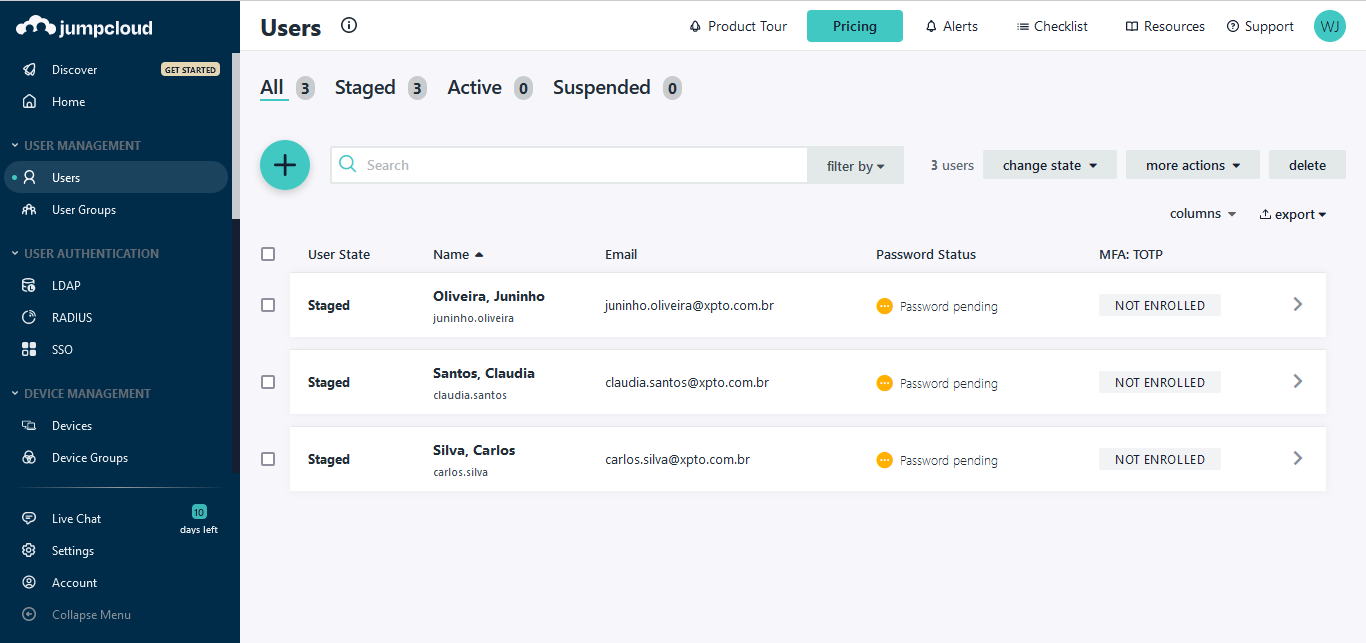 jumpcloud
Discover GET STARTED
Home
USER MANAGEMENT
Users
User Groups
USER AUTHENTICATION
LDAP
RADIUS
SSO
DEVICE MANAGEMENT
Devices
Device Groups
Live Chat 10 days left
Settings
Account
Collapse Menu
Users Product Tour Pricing Alerts Checklist Resources Support WJ
All 3 Staged 3 Active 0 Suspended 0
Search filter by 3 users change state more actions delete
columns export
User State Name Email Password Status MFA: TOTP
Staged Oliveira, Juninho juninho.oliveira@xpto.com.br Password pending NOT ENROLLED
juninho.oliveira
Staged Santos, Claudia claudia.santos@xpto.com.br Password pending NOT ENROLLED
claudia.santos
Staged Silva, Carlos carlos.silva@xpto.com.br Password pending NOT ENROLLED
carlos.silva